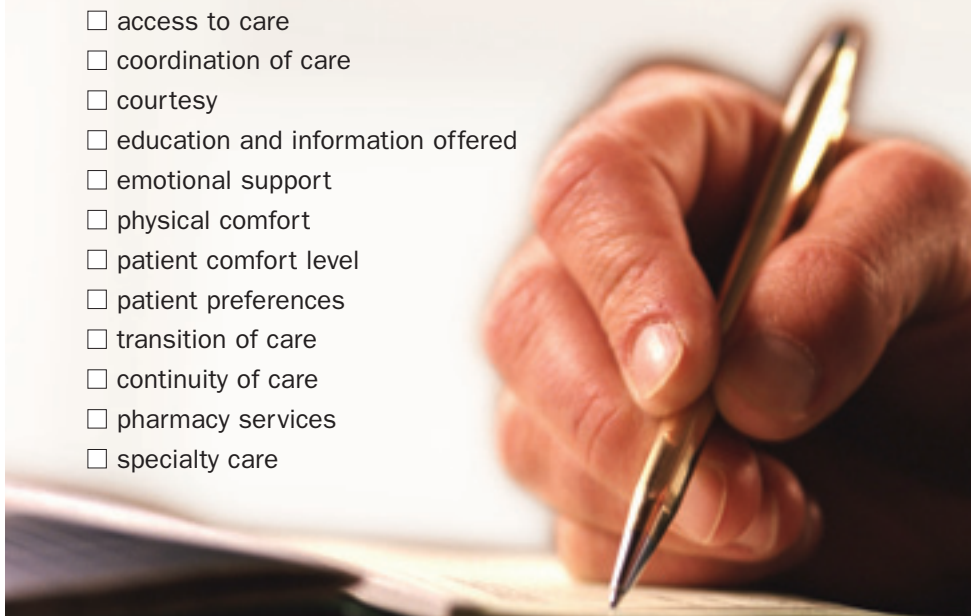 ☐ access to care
☐ coordination of care
☐ courtesy
☐ education and information offered
☐ emotional support
☐ physical comfort
☐ patient comfort level
☐ patient preferences
☐ transition of care
☐ continuity of care
☐ pharmacy services
☐ specialty care